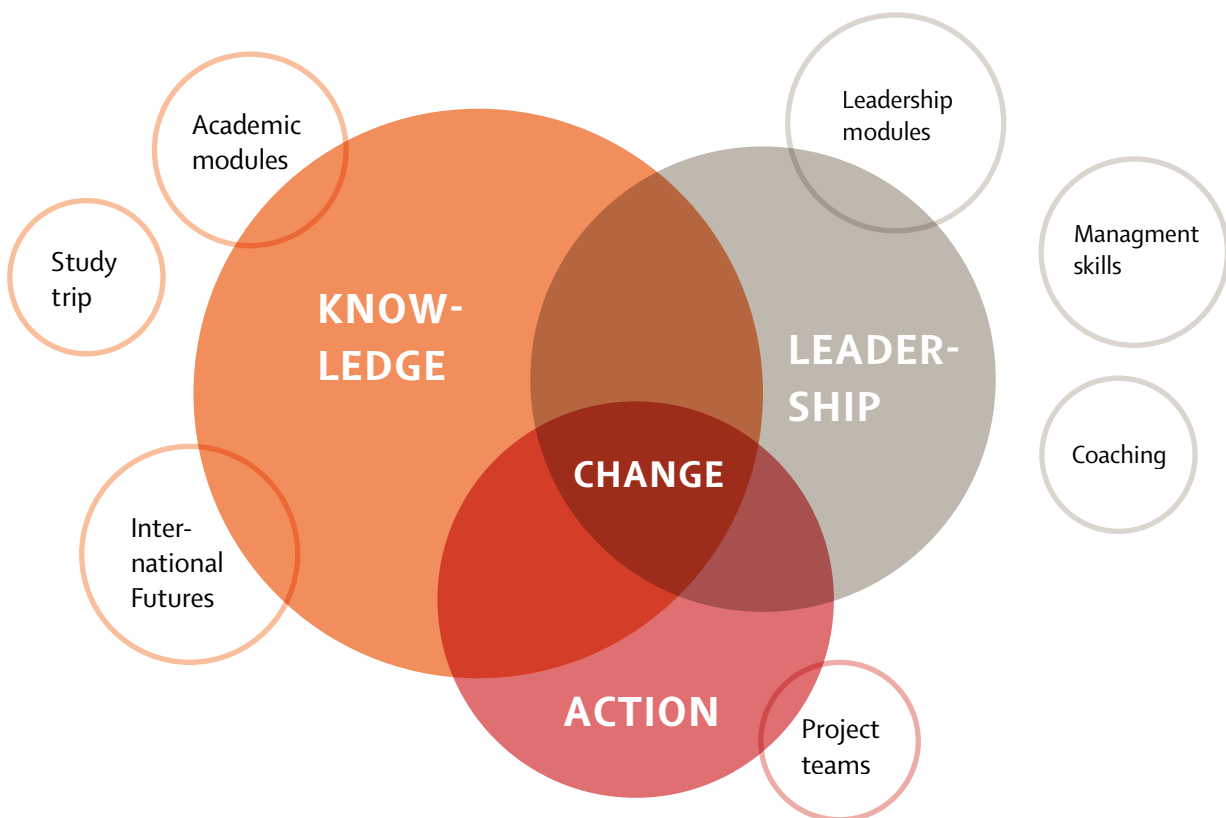 Academic
modules
Study
trip
Inter-
national
Futures
KNOW-
LEDGE
Leadership
modules
Managment
skills
Coaching
LEADER-
SHIP
CHANGE
ACTION
Project
teams